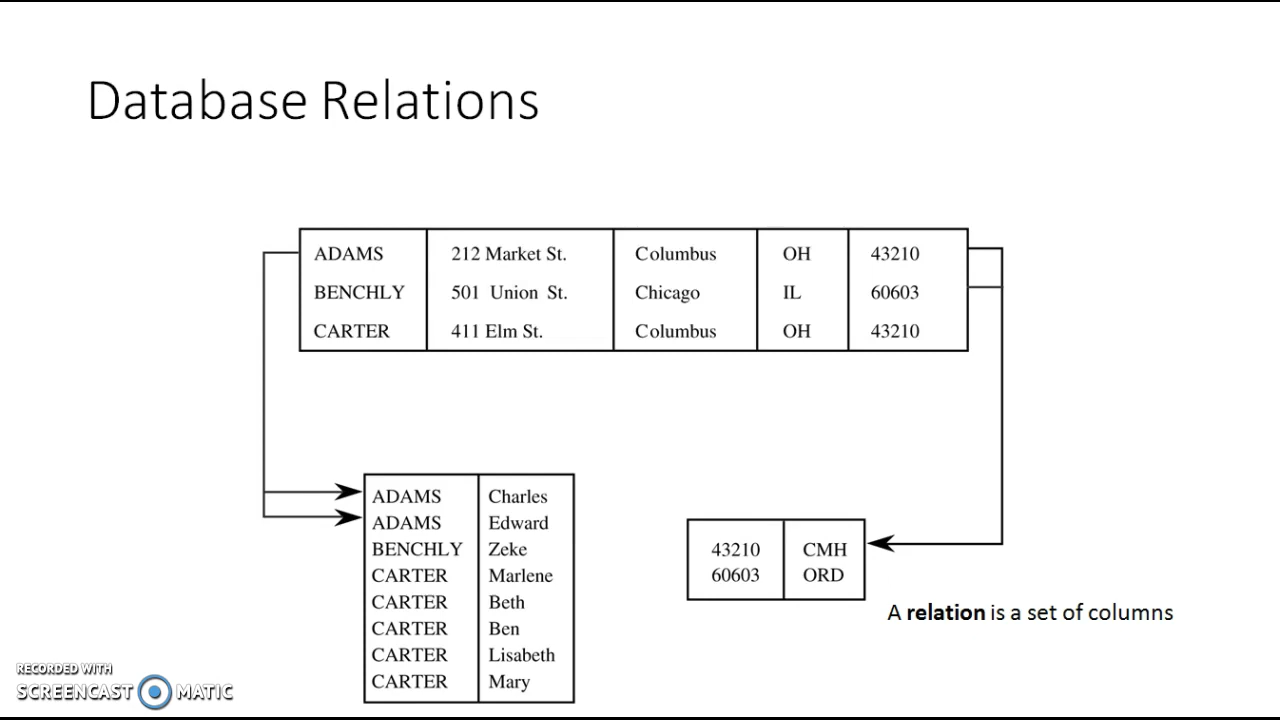 Database Relations
ADAMS 212 Market St. Columbus OH 43210
BENCHLY 501 Union St. Chicago IL 60603
CARTER 411 Elm St. Columbus OH 43210
ADAMS Charles
ADAMS Edward
BENCHLY Zeke
CARTER Marlene
CARTER Beth
CARTER Ben
CARTER Lisabeth
CARTER Mary
43210 CMH
60603 ORD
A relation is a set of columns
RECORDED WITH
SCREENCAST MATIC